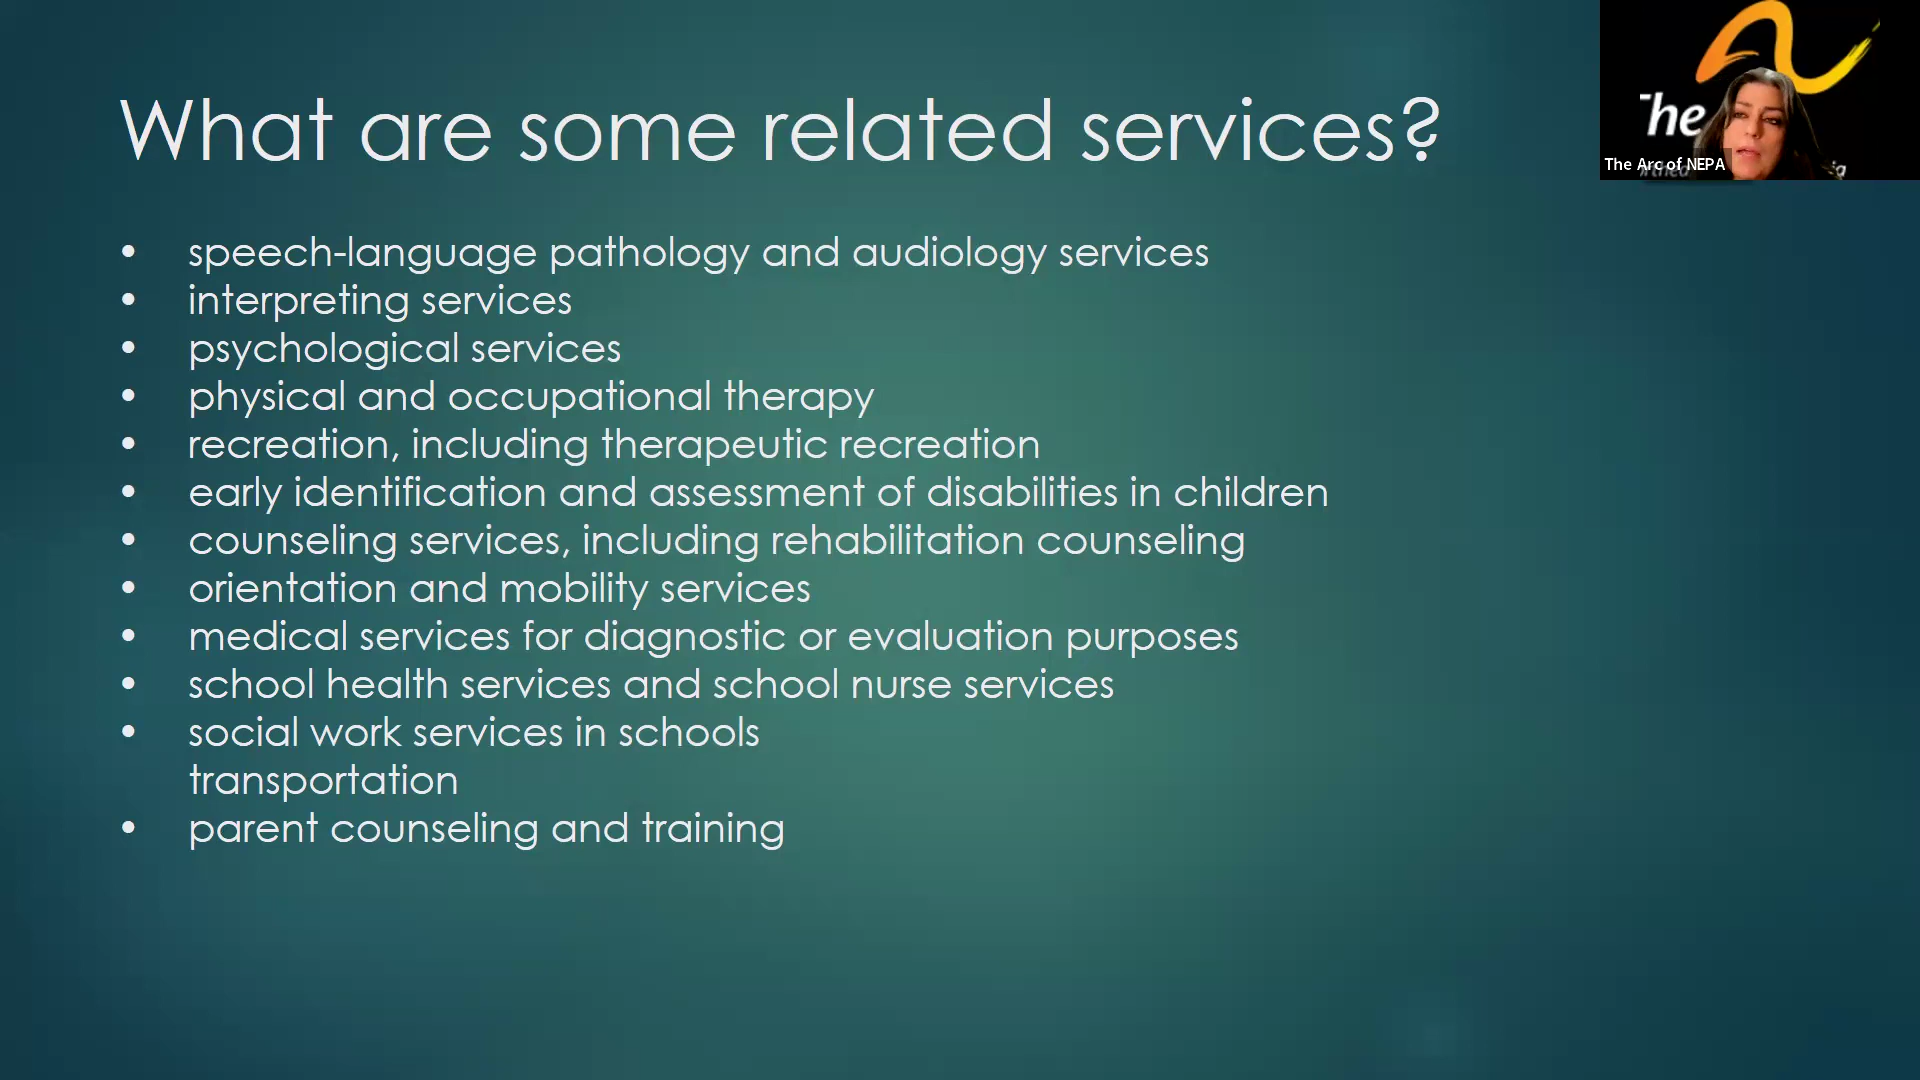 What are some related services?
• speech-language pathology and audiology services
• interpreting services
• psychological services
• physical and occupational therapy
• recreation, including therapeutic recreation
• early identification and assessment of disabilities in children
• counseling services, including rehabilitation counseling
• orientation and mobility services
• medical services for diagnostic or evaluation purposes
• school health services and school nurse services
• social work services in schools
transportation
• parent counseling and training
The
The Arc of NEPA